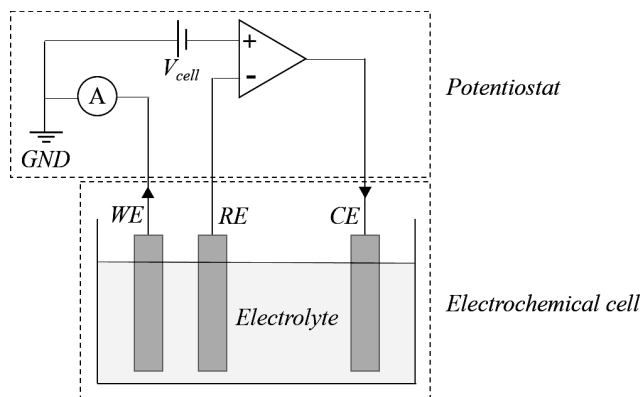 +
V_cell
-
A
GND
Potentiostat
WE
RE
CE
Electrolyte
Electrochemical cell